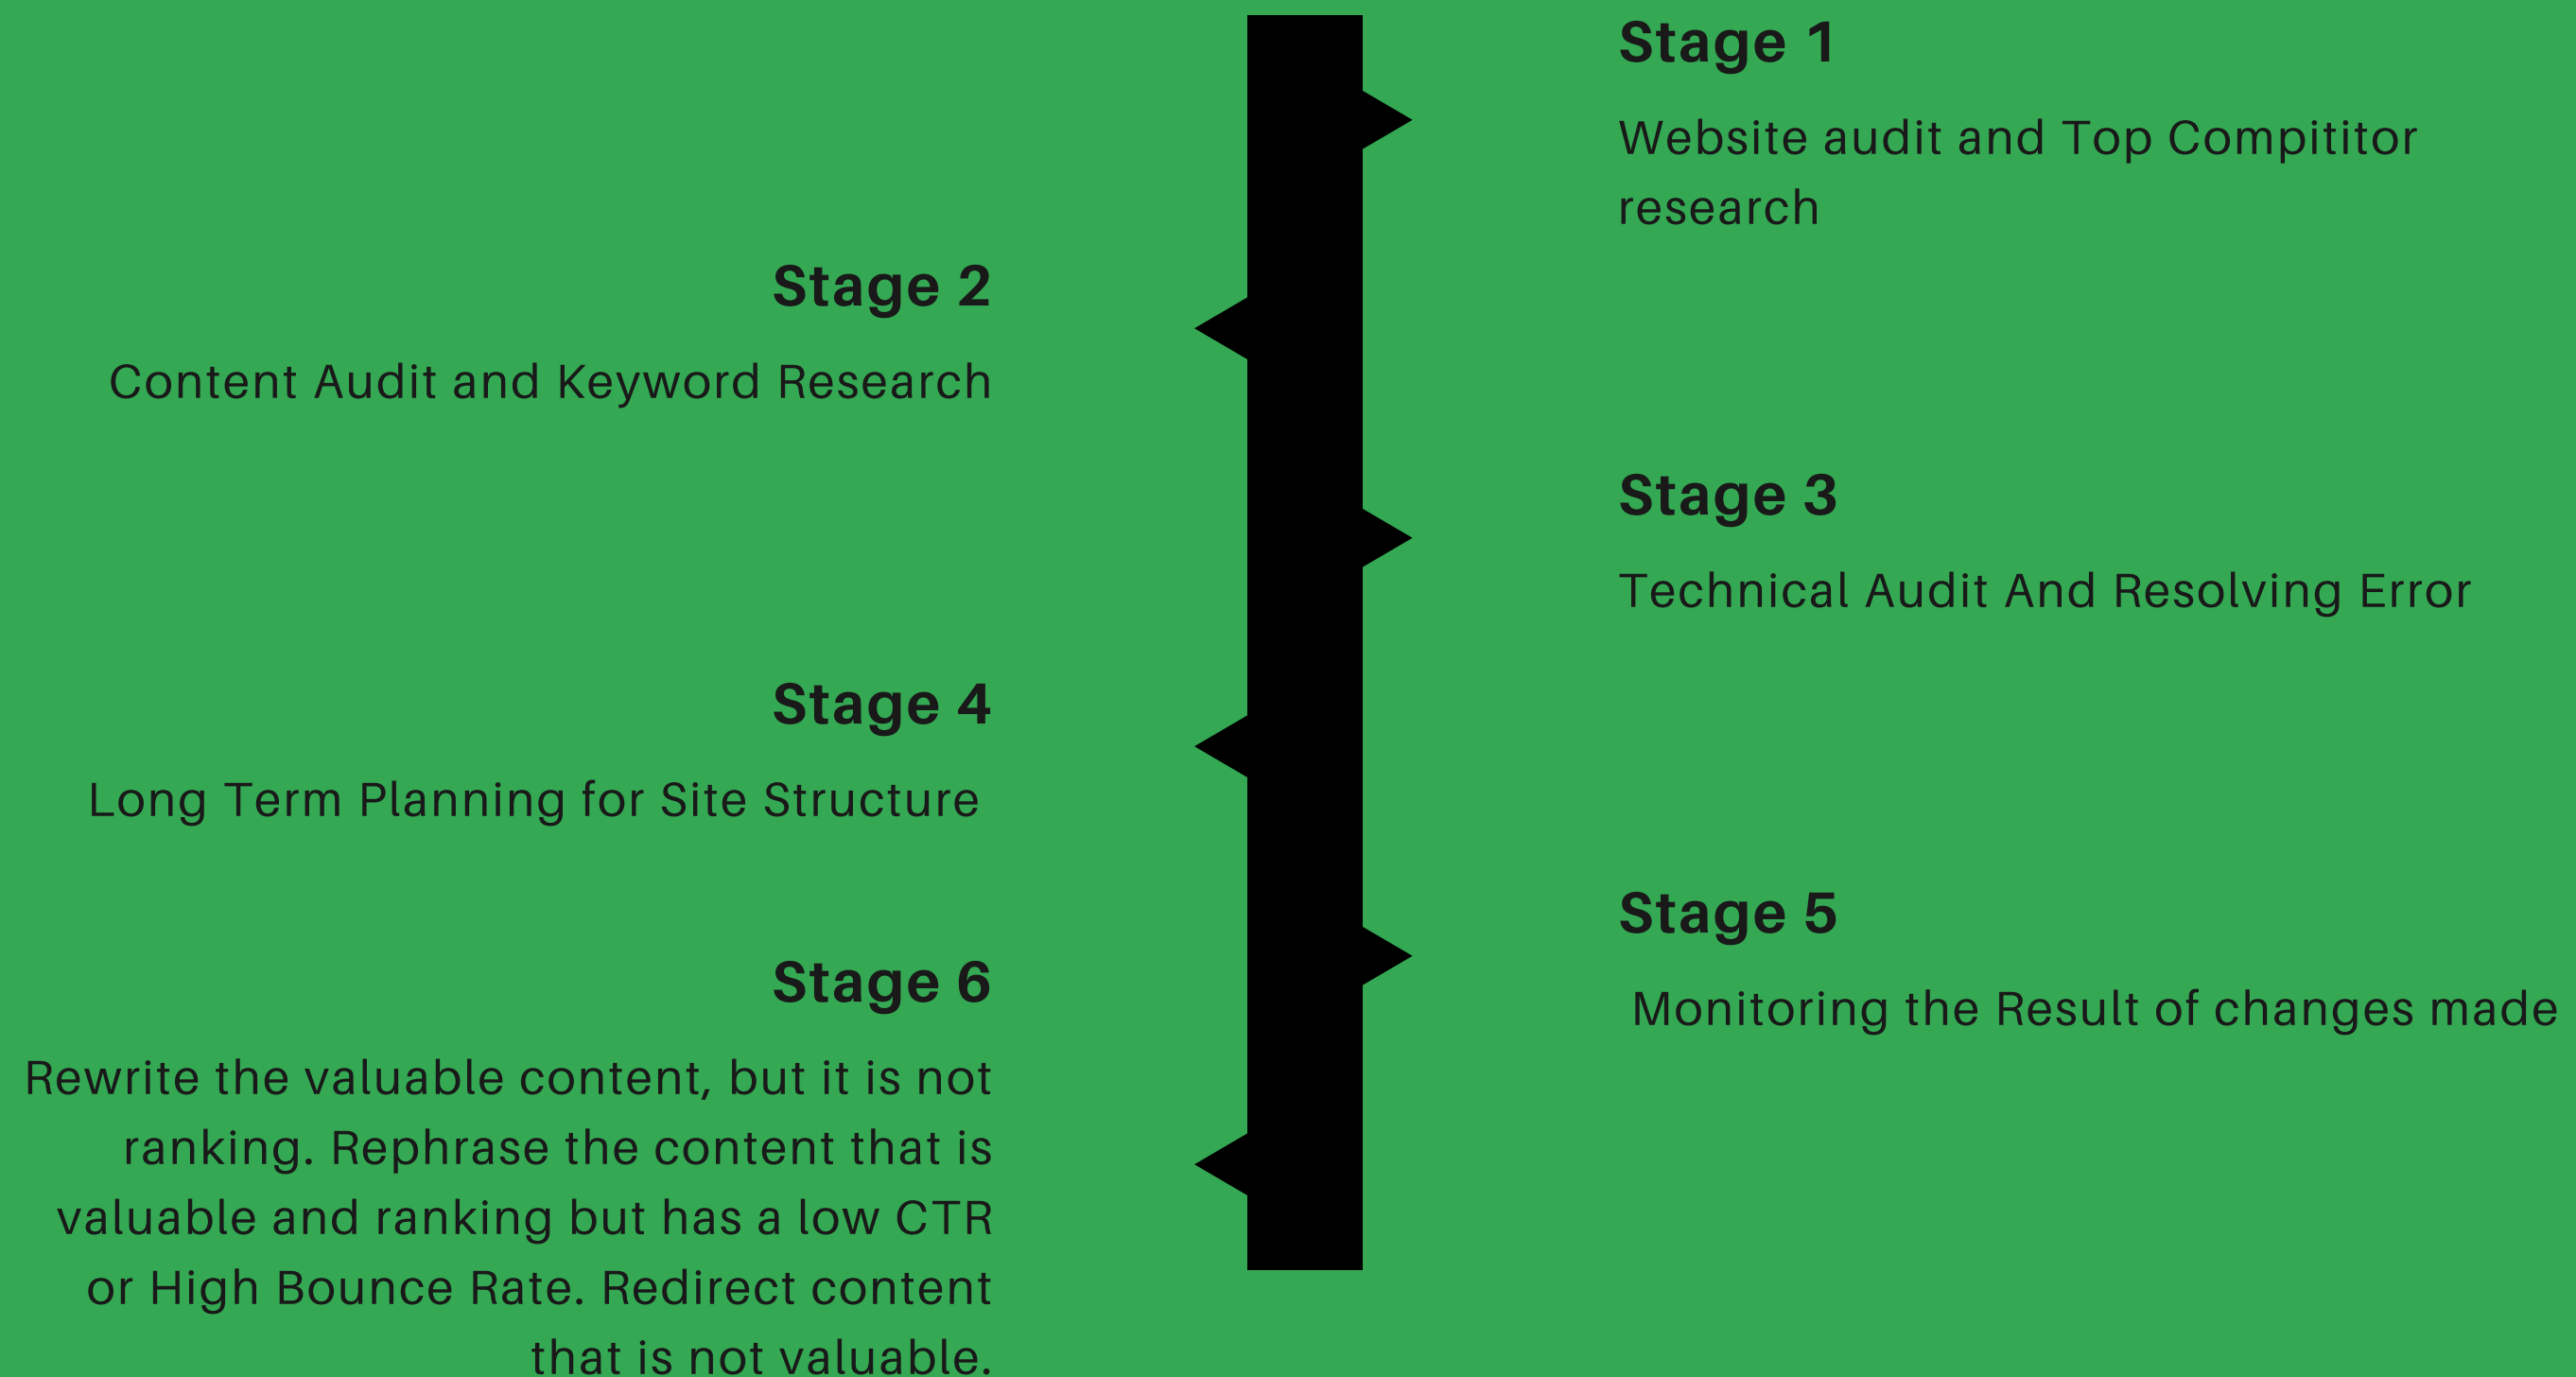 Stage 1
Website audit and Top Compititor
research
Stage 2
Content Audit and Keyword Research
Stage 3
Technical Audit And Resolving Error
Stage 4
Long Term Planning for Site Structure
Stage 5
Monitoring the Result of changes made
Stage 6
Rewrite the valuable content, but it is not
ranking. Rephrase the content that is
valuable and ranking but has a low CTR
or High Bounce Rate. Redirect content
that is not valuable.